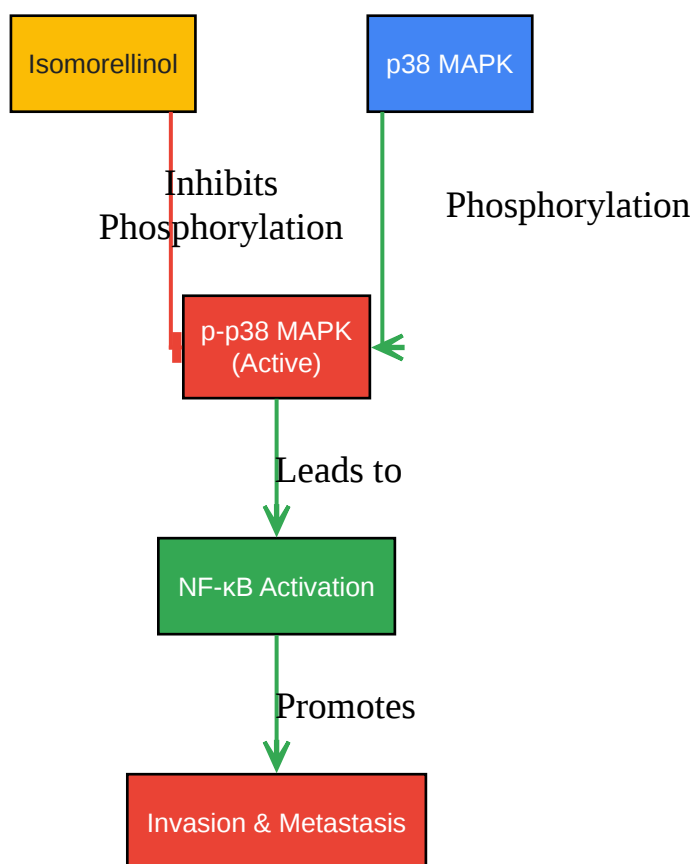 Isomorellinol
p38 MAPK
Inhibits
Phosphorylation
Phosphorylation
p-p38 MAPK
(Active)
Leads to
NF-κB Activation
Promotes
Invasion & Metastasis